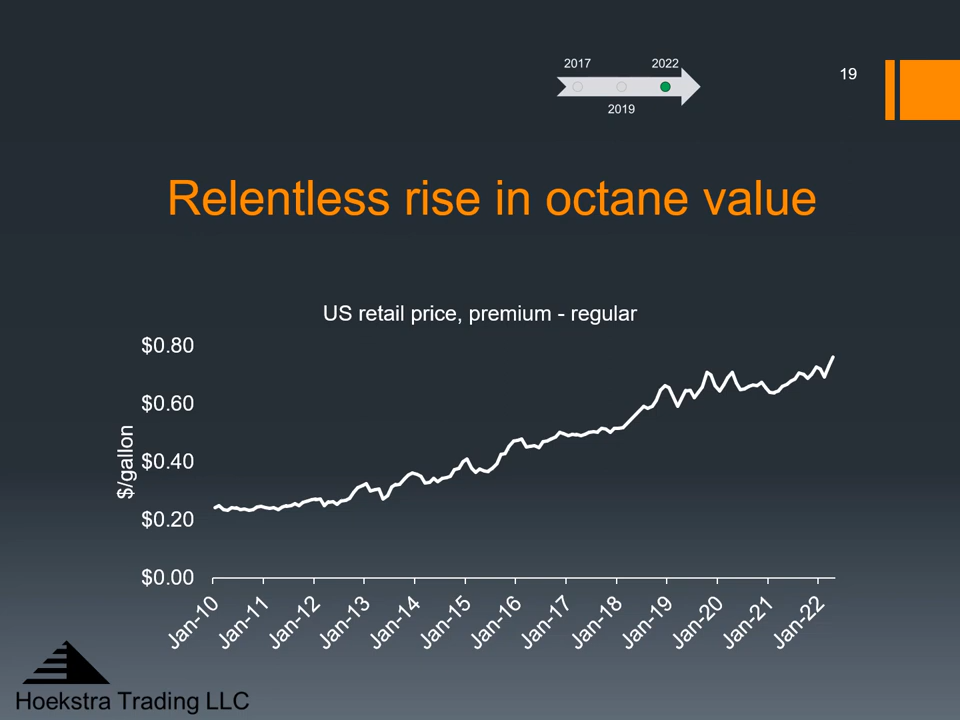 2017
2022
19
2019
Relentless rise in octane value
US retail price, premium - regular
$0.80
$0.60
$0.40
$0.20
$0.00
$/gallon
Jan-10
Jan-11
Jan-12
Jan-13
Jan-14
Jan-15
Jan-16
Jan-17
Jan-18
Jan-19
Jan-20
Jan-21
Jan-22
Hoekstra Trading LLC